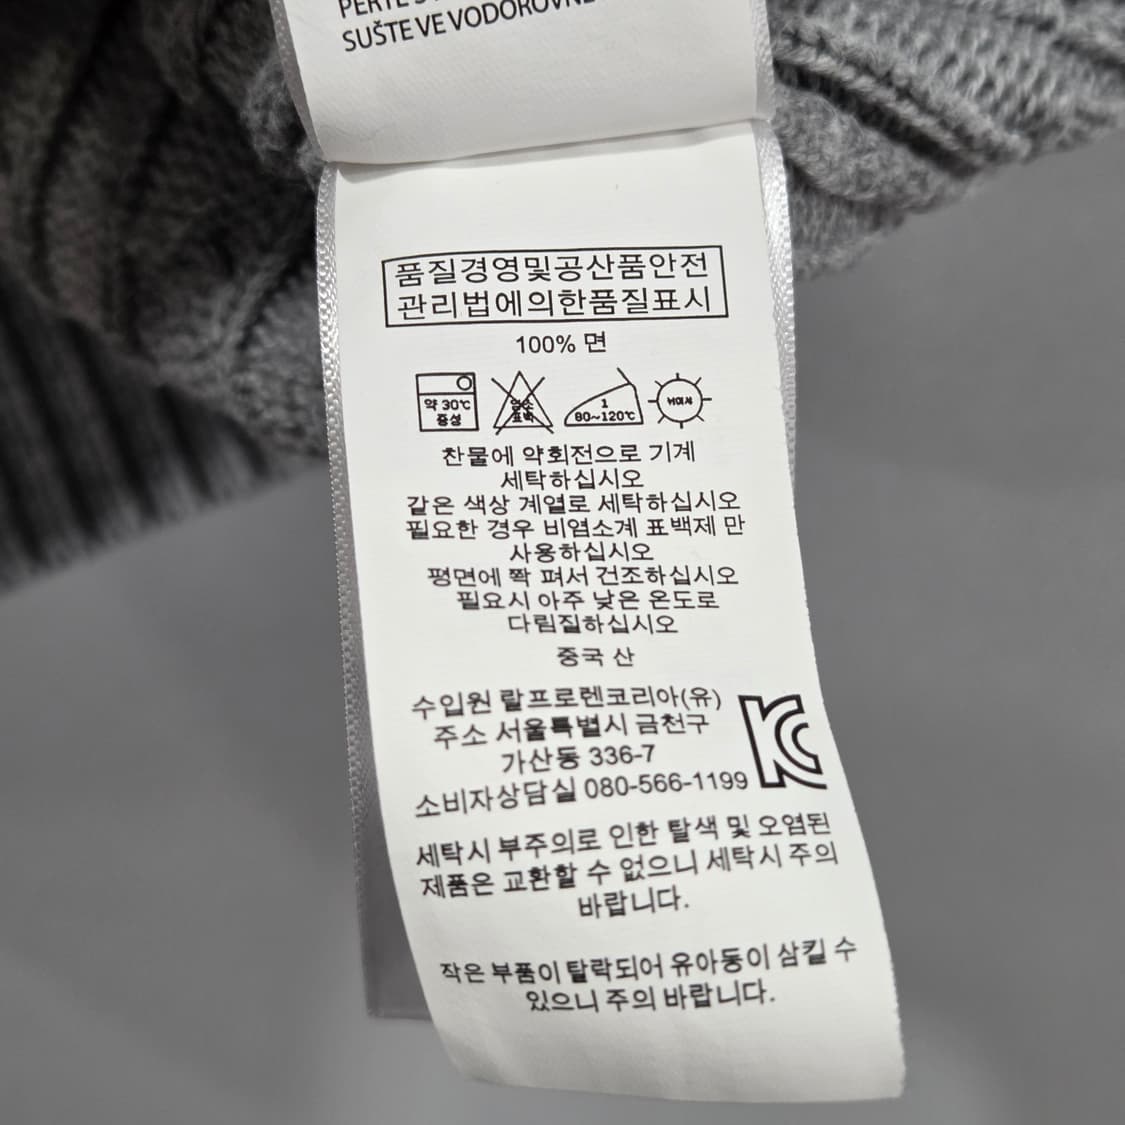 SUŠTE VE VODOROVNÉ
품질경영및공산품안전
관리법에의한품질표시
100% 면
약 30℃
중성
염소
표백
1
80~120℃
뉘어서
찬물에 약회전으로 기계
세탁하십시오
같은 색상 계열로 세탁하십시오
필요한 경우 비염소계 표백제 만
사용하십시오
평면에 쫙 펴서 건조하십시오
필요시 아주 낮은 온도로
다림질하십시오
중국 산
수입원 랄프로렌코리아(유)
주소 서울특별시 금천구
가산동 336-7
소비자상담실 080-566-1199
세탁시 부주의로 인한 탈색 및 오염된
제품은 교환할 수 없으니 세탁시 주의
바랍니다.
작은 부품이 탈락되어 유아동이 삼킬 수
있으니 주의 바랍니다.